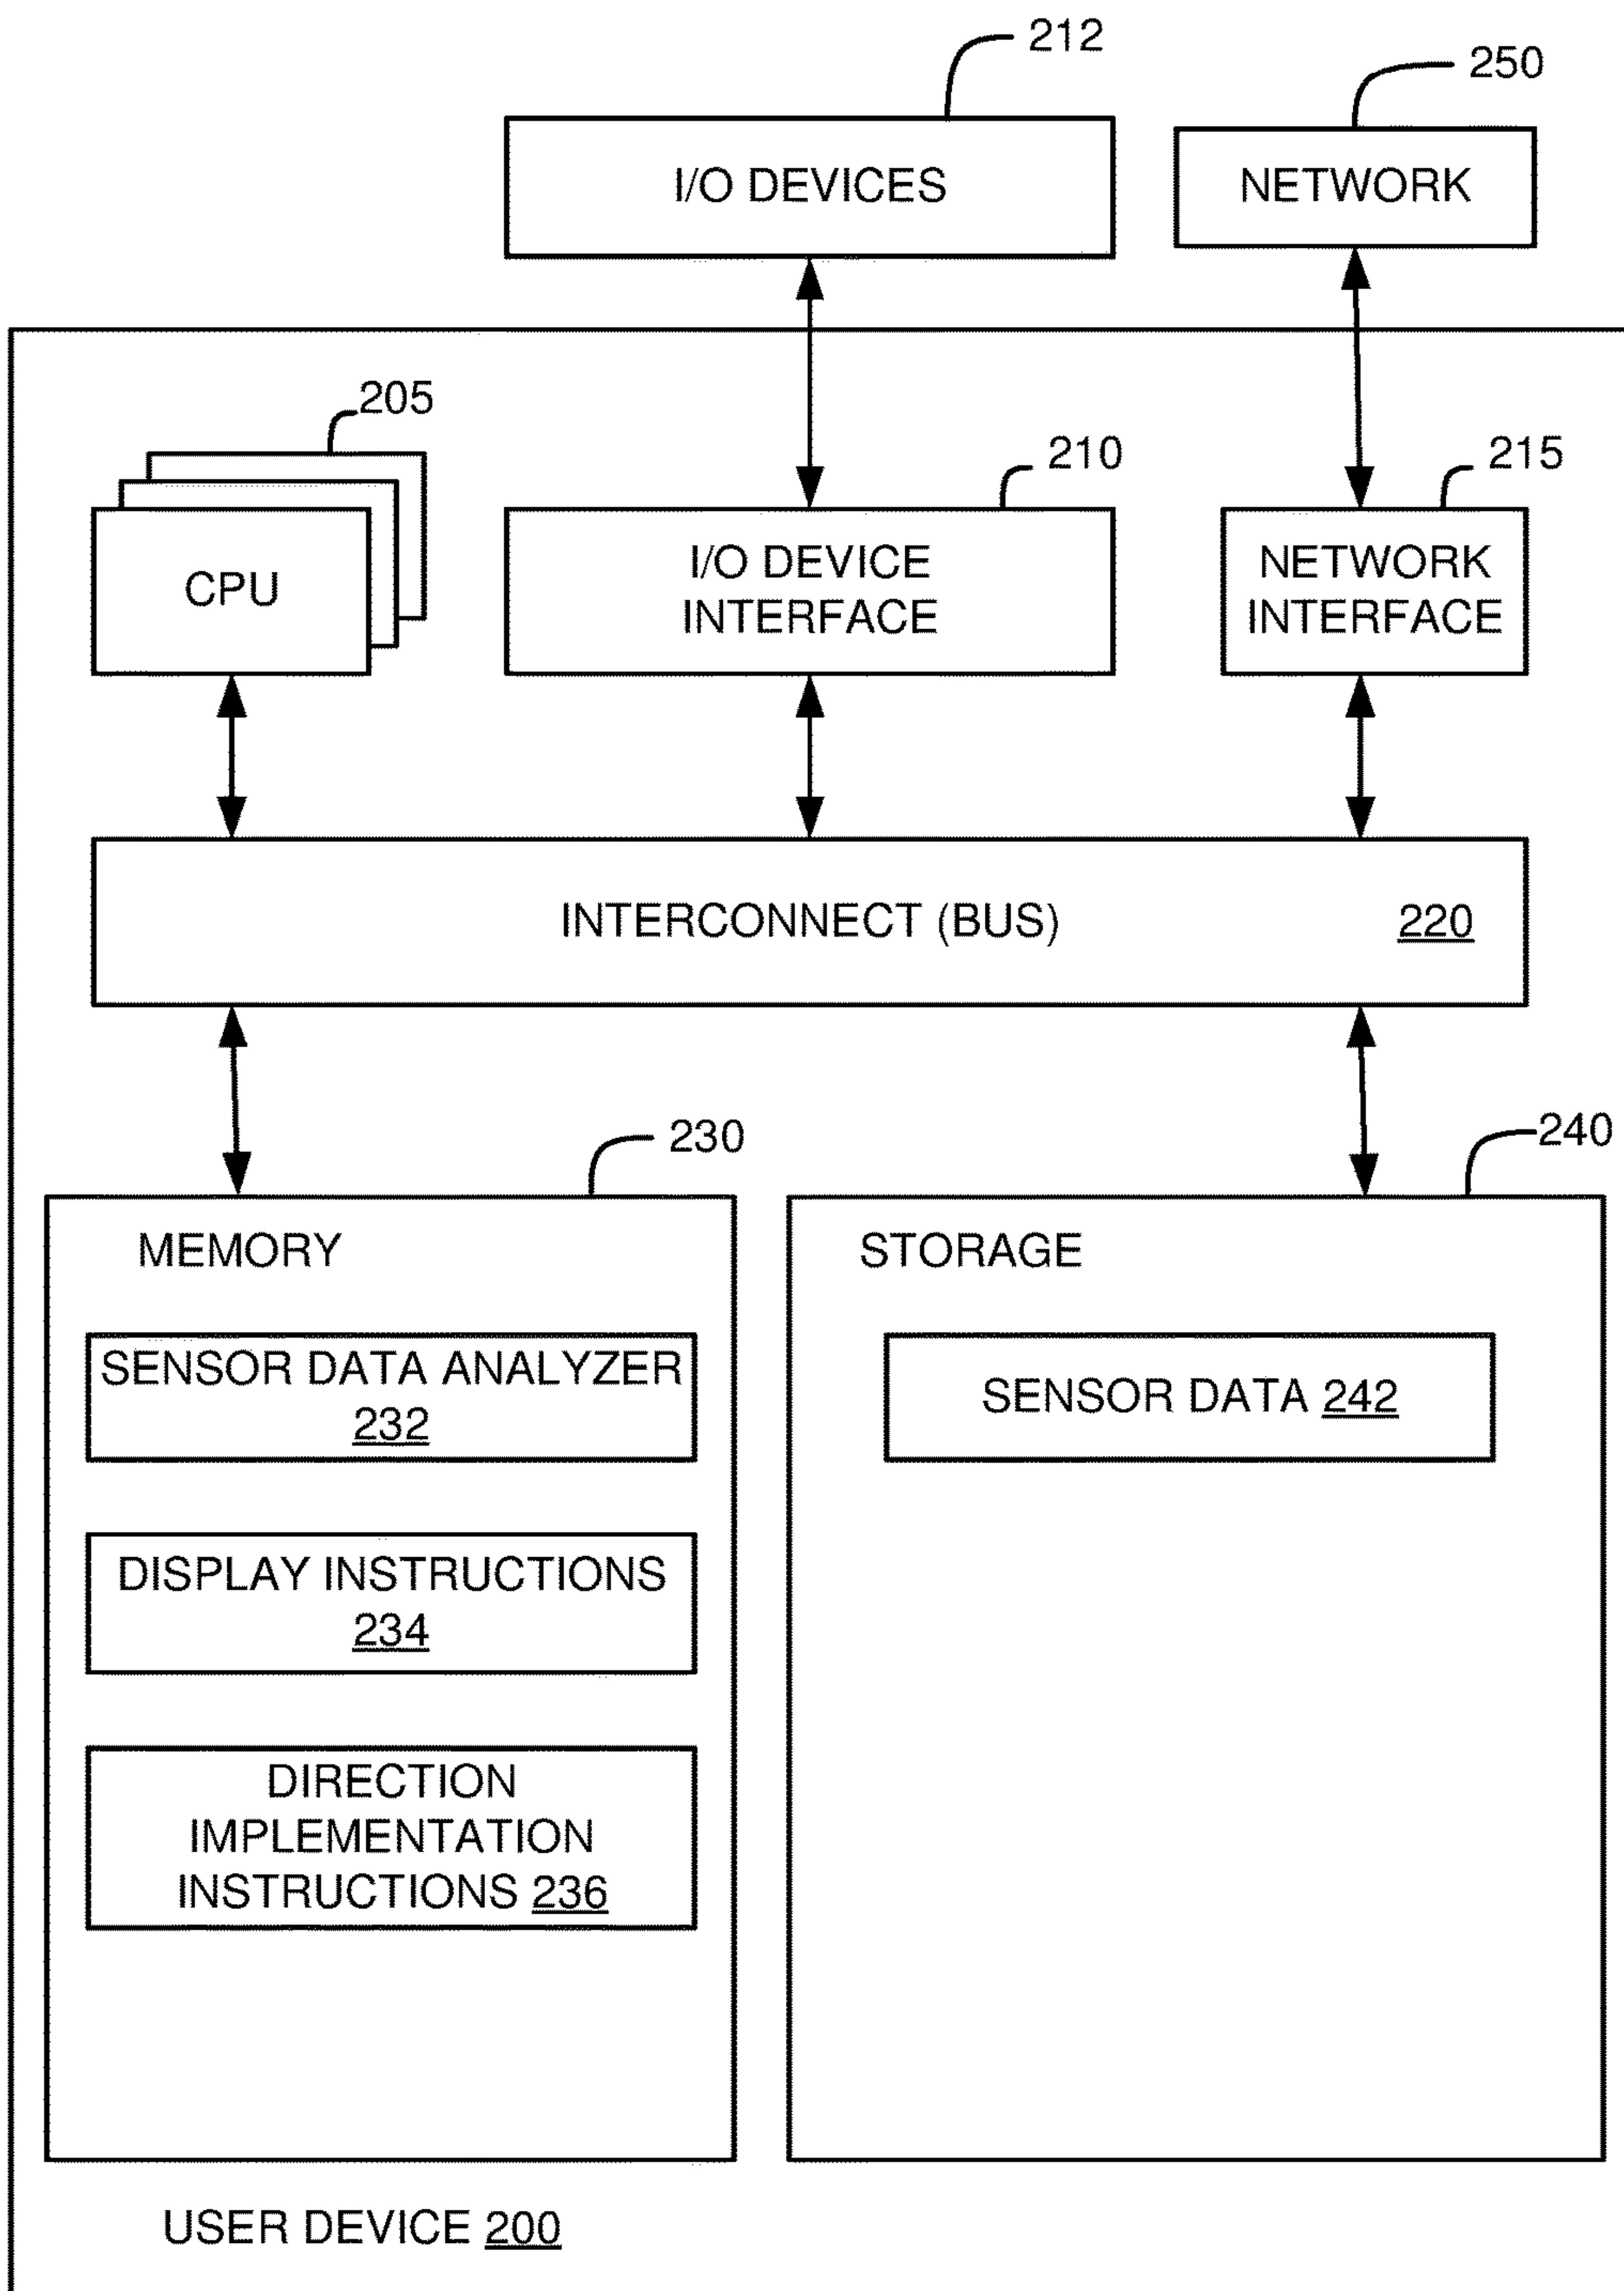 212
250
I/O DEVICES
NETWORK
205
210
215
CPU
I/O DEVICE
INTERFACE
NETWORK
INTERFACE
INTERCONNECT (BUS) 220
230
240
MEMORY
SENSOR DATA ANALYZER
232
DISPLAY INSTRUCTIONS
234
DIRECTION
IMPLEMENTATION
INSTRUCTIONS 236
STORAGE
SENSOR DATA 242
USER DEVICE 200